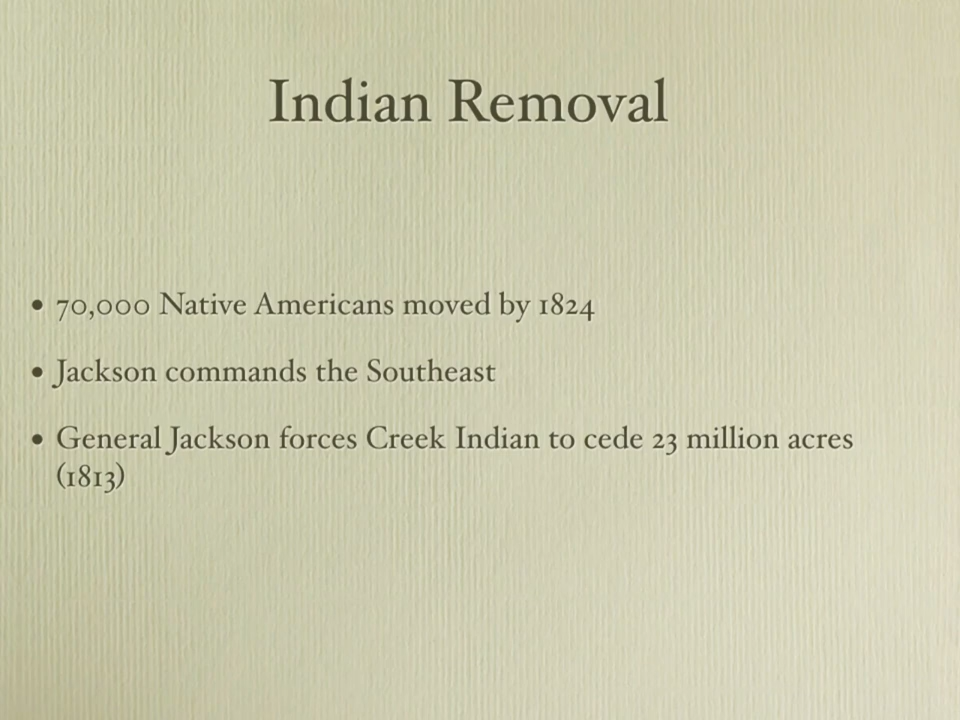 Indian Removal
• 70,000 Native Americans moved by 1824
• Jackson commands the Southeast
• General Jackson forces Creek Indian to cede 23 million acres
(1813)